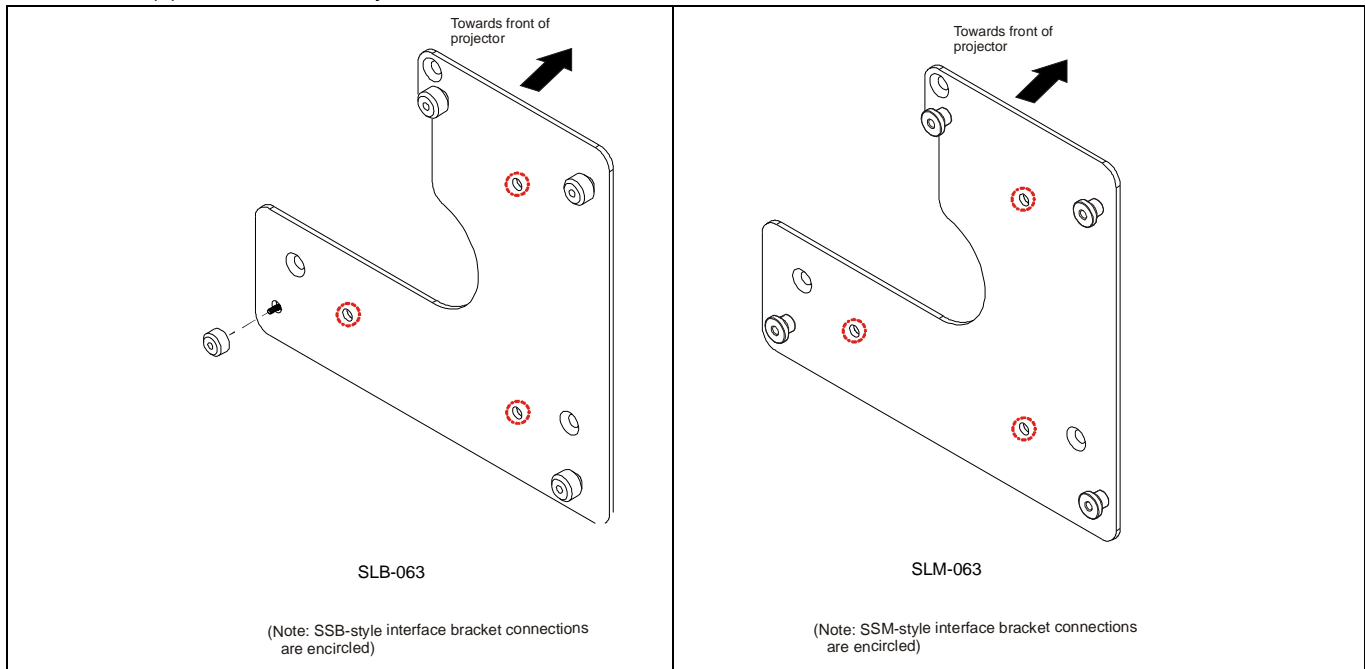 Towards front of
projector
SLB-063
(Note: SSB-style interface bracket connections
are encircled)
Towards front of
projector
SLM-063
(Note: SSM-style interface bracket connections
are encircled)